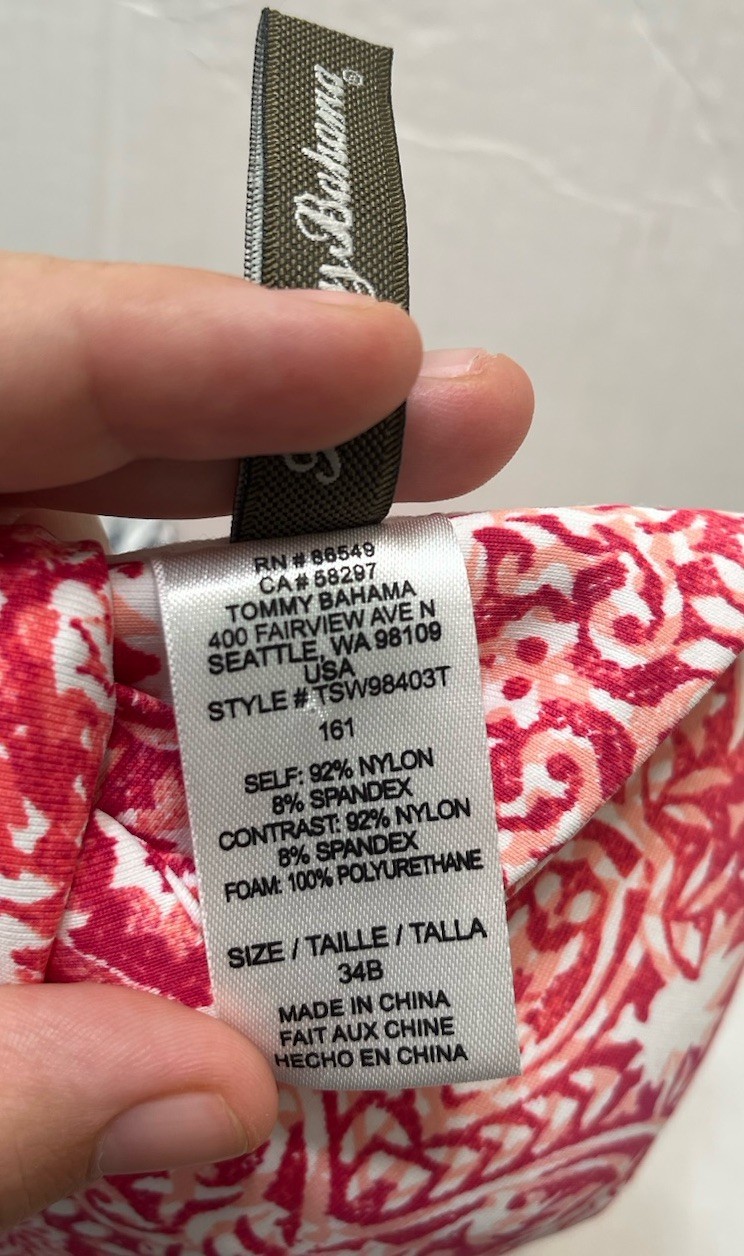 Bahama®
RN # 86549
CA # 58297
TOMMY BAHAMA
400 FAIRVIEW AVE N
SEATTLE, WA 98109
USA
STYLE # TSW98403T
161
SELF: 92% NYLON
8% SPANDEX
CONTRAST: 92% NYLON
8% SPANDEX
FOAM: 100% POLYURETHANE
SIZE / TAILLE / TALLA
34B
MADE IN CHINA
FAIT AUX CHINE
HECHO EN CHINA